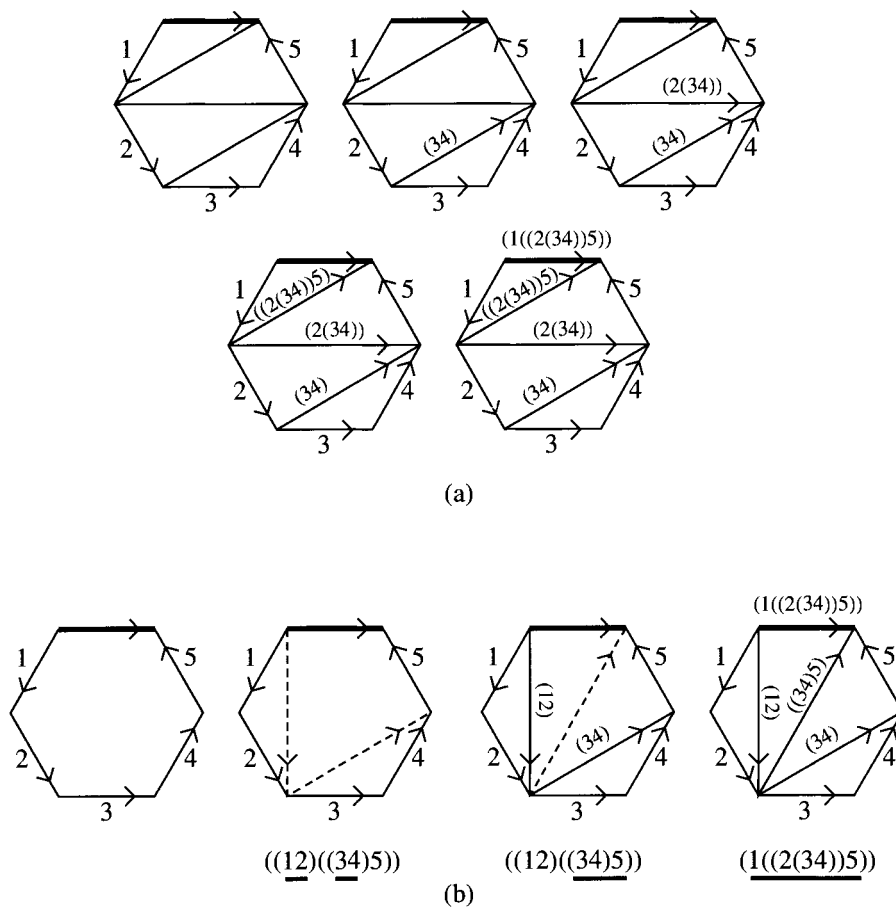 1 5 1 5 1 5
(2(34))
2 (34) 4 2 (34) 4
2 4
3 3 3
(1((2(34))5))
1 ((2(34))5) 5 1 ((2(34))5) 5
(2(34)) (2(34))
2 (34) 4 2 (34) 4
3 3
(a)
(1((2(34))5))
1 5 1 5 1 5 1 5
(12) (12) ((34)5)
2 4 2 4 2 (34) 4 2 (34) 4
3 3 3 3
((12)((34)5)) ((12)((34)5)) (1((2(34))5))
(b)